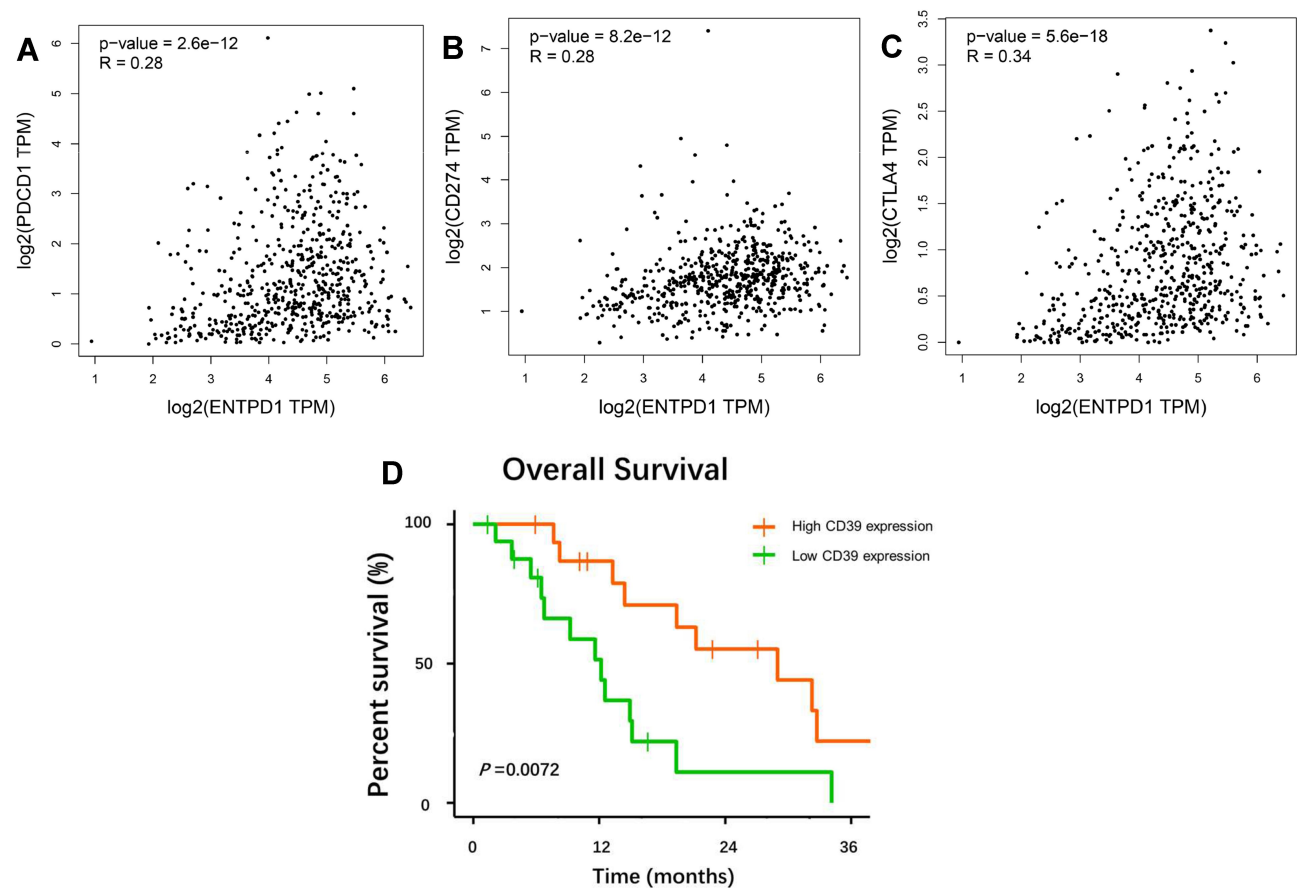 A
p-value = 2.6e-12
R = 0.28
log2(PDCD1 TPM)
6
5
4
3
2
1
0
1 2 3 4 5 6
log2(ENTPD1 TPM)
B
p-value = 8.2e-12
R = 0.28
log2(CD274 TPM)
7
6
5
4
3
2
1
1 2 3 4 5 6
log2(ENTPD1 TPM)
C
p-value = 5.6e-18
R = 0.34
log2(CTLA4 TPM)
3.5
3.0
2.5
2.0
1.5
1.0
0.5
0.0
1 2 3 4 5 6
log2(ENTPD1 TPM)
D
Overall Survival
High CD39 expression
Low CD39 expression
Percent survival (%)
100
50
0
P=0.0072
0 12 24 36
Time (months)